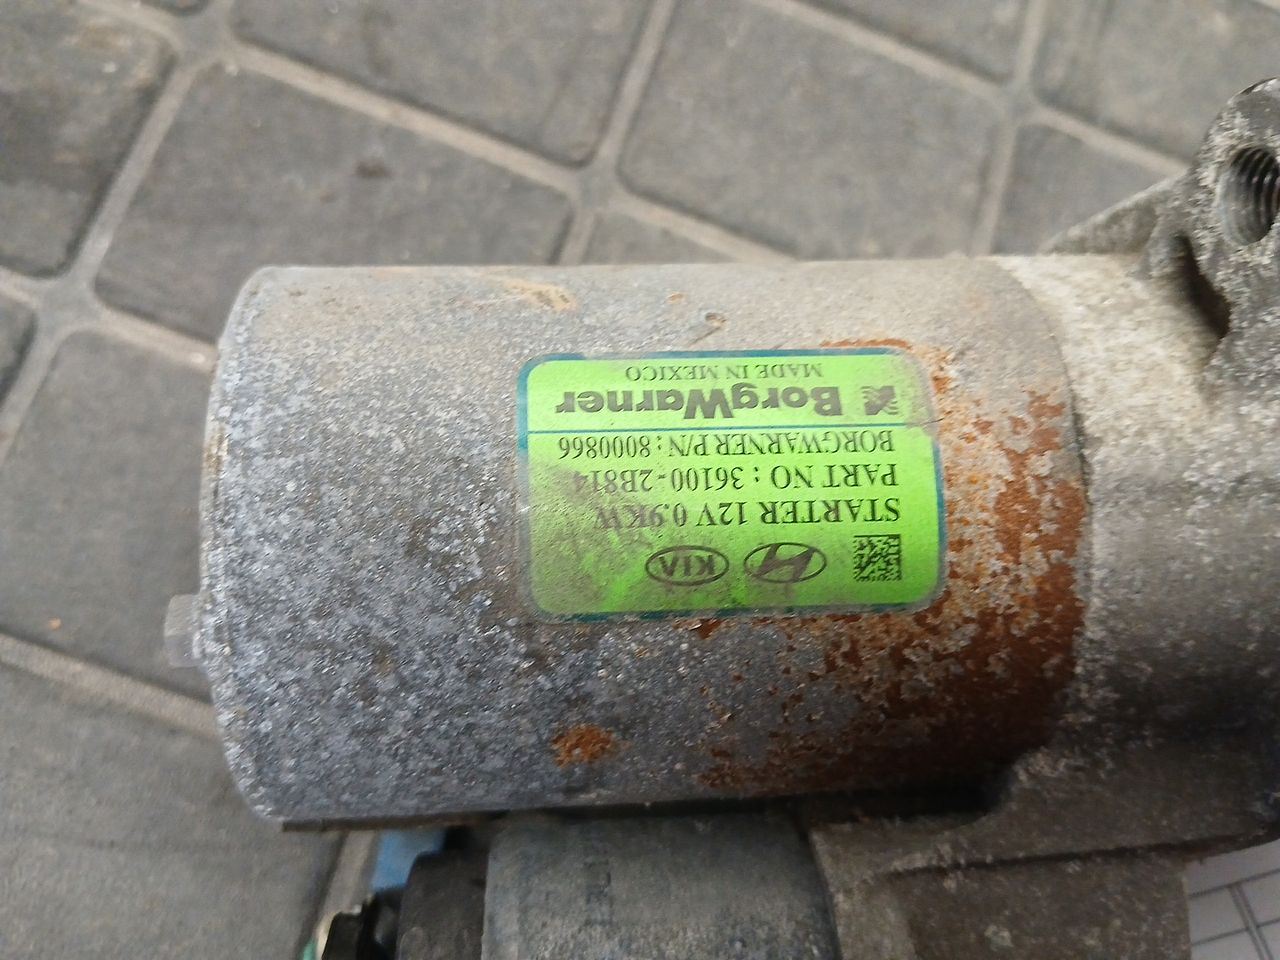 BorgWarner
MADE IN MEXICO
BORGWARNER P/N : 8000866
PART NO : 36100-2B814
STARTER 12V 0.9KW
KIA